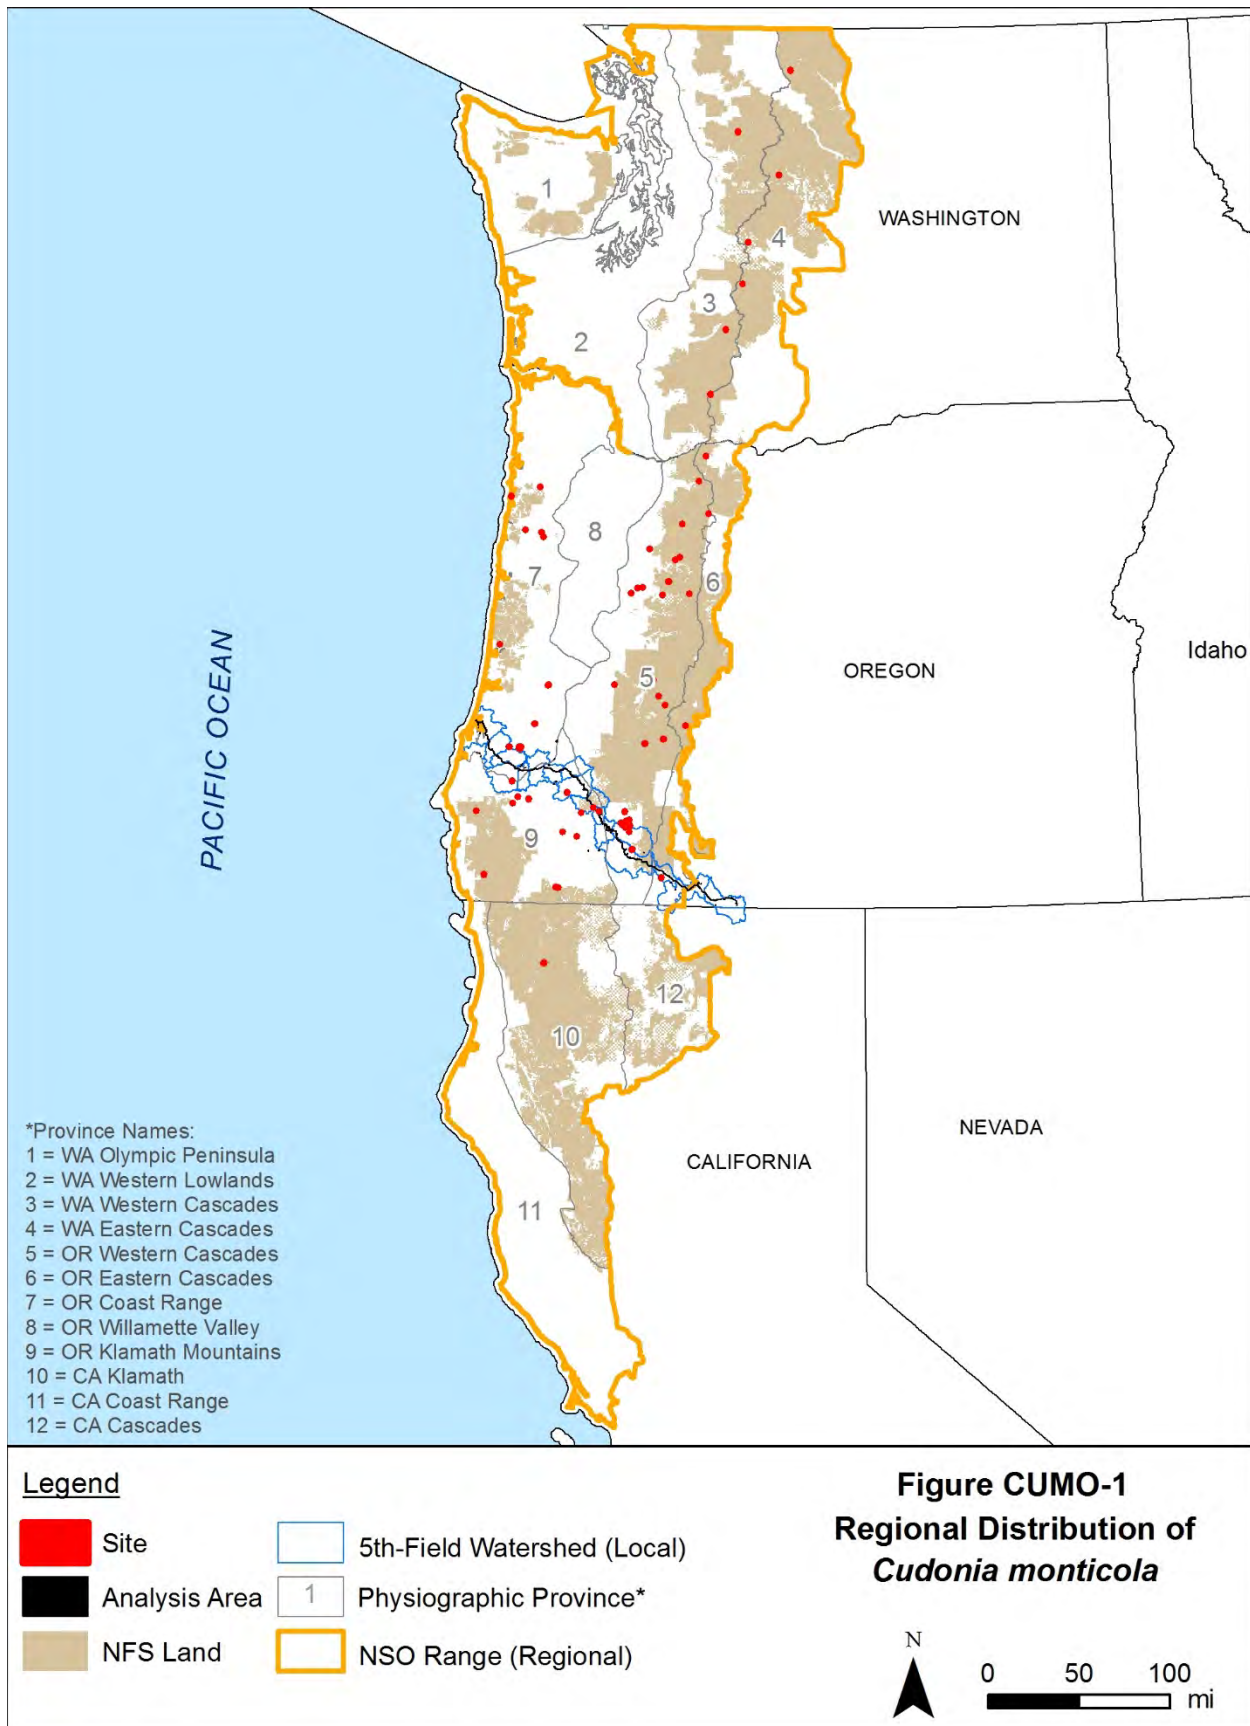 WASHINGTON
1
4
3
2
8
7
6
PACIFIC OCEAN
5
OREGON
Idaho
9
12
10
NEVADA
CALIFORNIA
11
*Province Names:
1 = WA Olympic Peninsula
2 = WA Western Lowlands
3 = WA Western Cascades
4 = WA Eastern Cascades
5 = OR Western Cascades
6 = OR Eastern Cascades
7 = OR Coast Range
8 = OR Willamette Valley
9 = OR Klamath Mountains
10 = CA Klamath
11 = CA Coast Range
12 = CA Cascades
Legend
Site
Analysis Area
NFS Land
5th-Field Watershed (Local)
1 Physiographic Province*
NSO Range (Regional)
Figure CUMO-1
Regional Distribution of
Cudonia monticola
N
0 50 100
mi